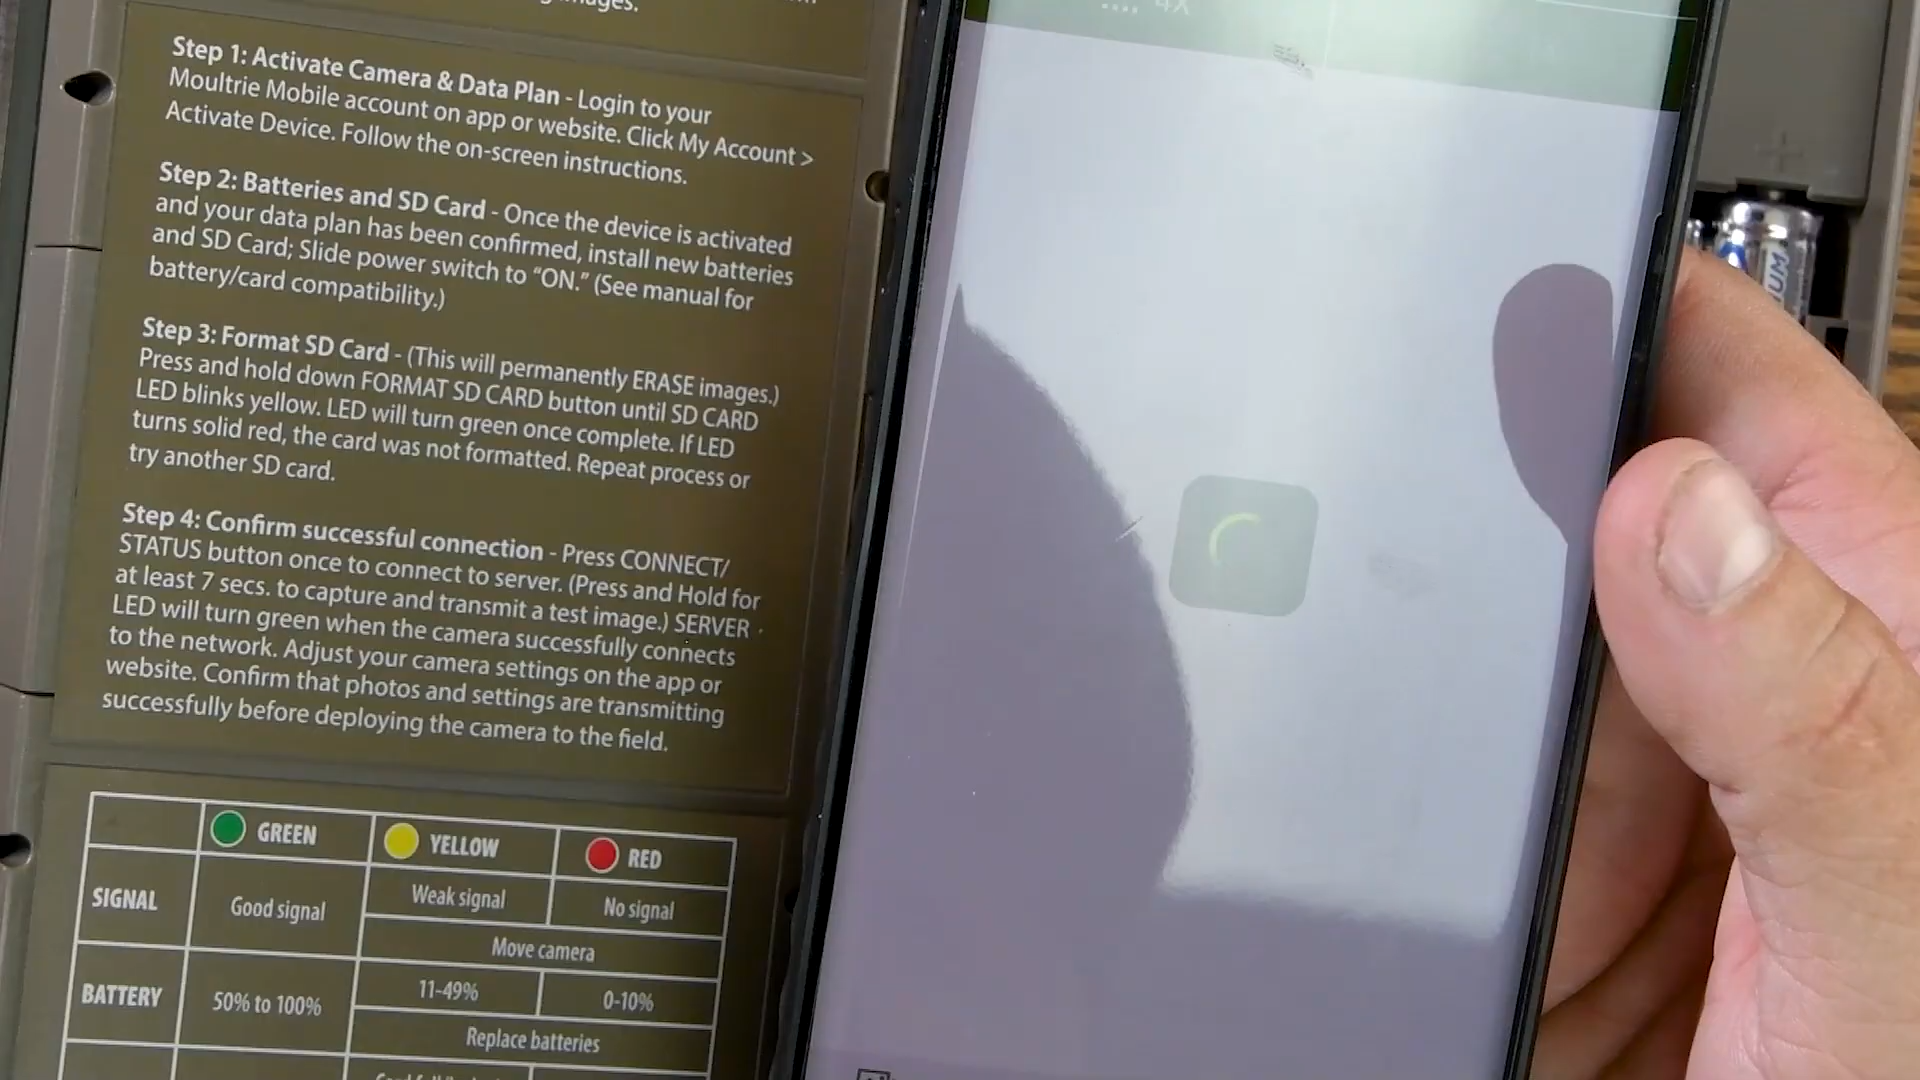 images.
Step 1: Activate Camera & Data Plan - Login to your
Moultrie Mobile account on app or website. Click My Account >
Activate Device. Follow the on-screen instructions.
Step 2: Batteries and SD Card - Once the device is activated
and your data plan has been confirmed, install new batteries
and SD Card; Slide power switch to “ON.” (See manual for
battery/card compatibility.)
Step 3: Format SD Card - (This will permanently ERASE images.)
Press and hold down FORMAT SD CARD button until SD CARD
LED blinks yellow. LED will turn green once complete. If LED
turns solid red, the card was not formatted. Repeat process or
try another SD card.
Step 4: Confirm successful connection - Press CONNECT/
STATUS button once to connect to server. (Press and Hold for
at least 7 secs. to capture and transmit a test image.) SERVER
LED will turn green when the camera successfully connects
to the network. Adjust your camera settings on the app or
website. Confirm that photos and settings are transmitting
successfully before deploying the camera to the field.
GREEN YELLOW RED
SIGNAL Good signal Weak signal No signal
Move camera
BATTERY 50% to 100% 11-49% 0-10%
Replace batteries